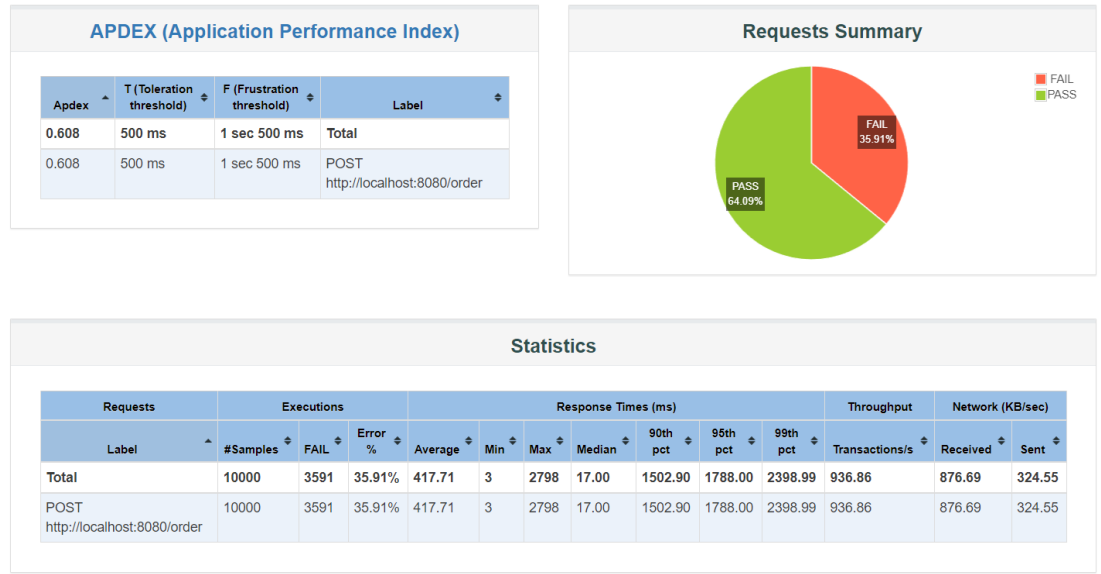 APDEX (Application Performance Index)
Apdex T (Toleration threshold) F (Frustration threshold) Label
0.608 500 ms 1 sec 500 ms Total
0.608 500 ms 1 sec 500 ms POST
http://localhost:8080/order
Requests Summary
FAIL
PASS
FAIL
35.91%
PASS
64.09%
Statistics
Requests Executions Response Times (ms) Throughput Network (KB/sec)
Label #Samples FAIL Error % Average Min Max Median 90th pct 95th pct 99th pct Transactions/s Received Sent
Total 10000 3591 35.91% 417.71 3 2798 17.00 1502.90 1788.00 2398.99 936.86 876.69 324.55
POST 10000 3591 35.91% 417.71 3 2798 17.00 1502.90 1788.00 2398.99 936.86 876.69 324.55
http://localhost:8080/order